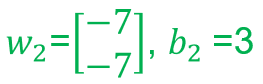 w₂=[−7 −7], b₂ =3